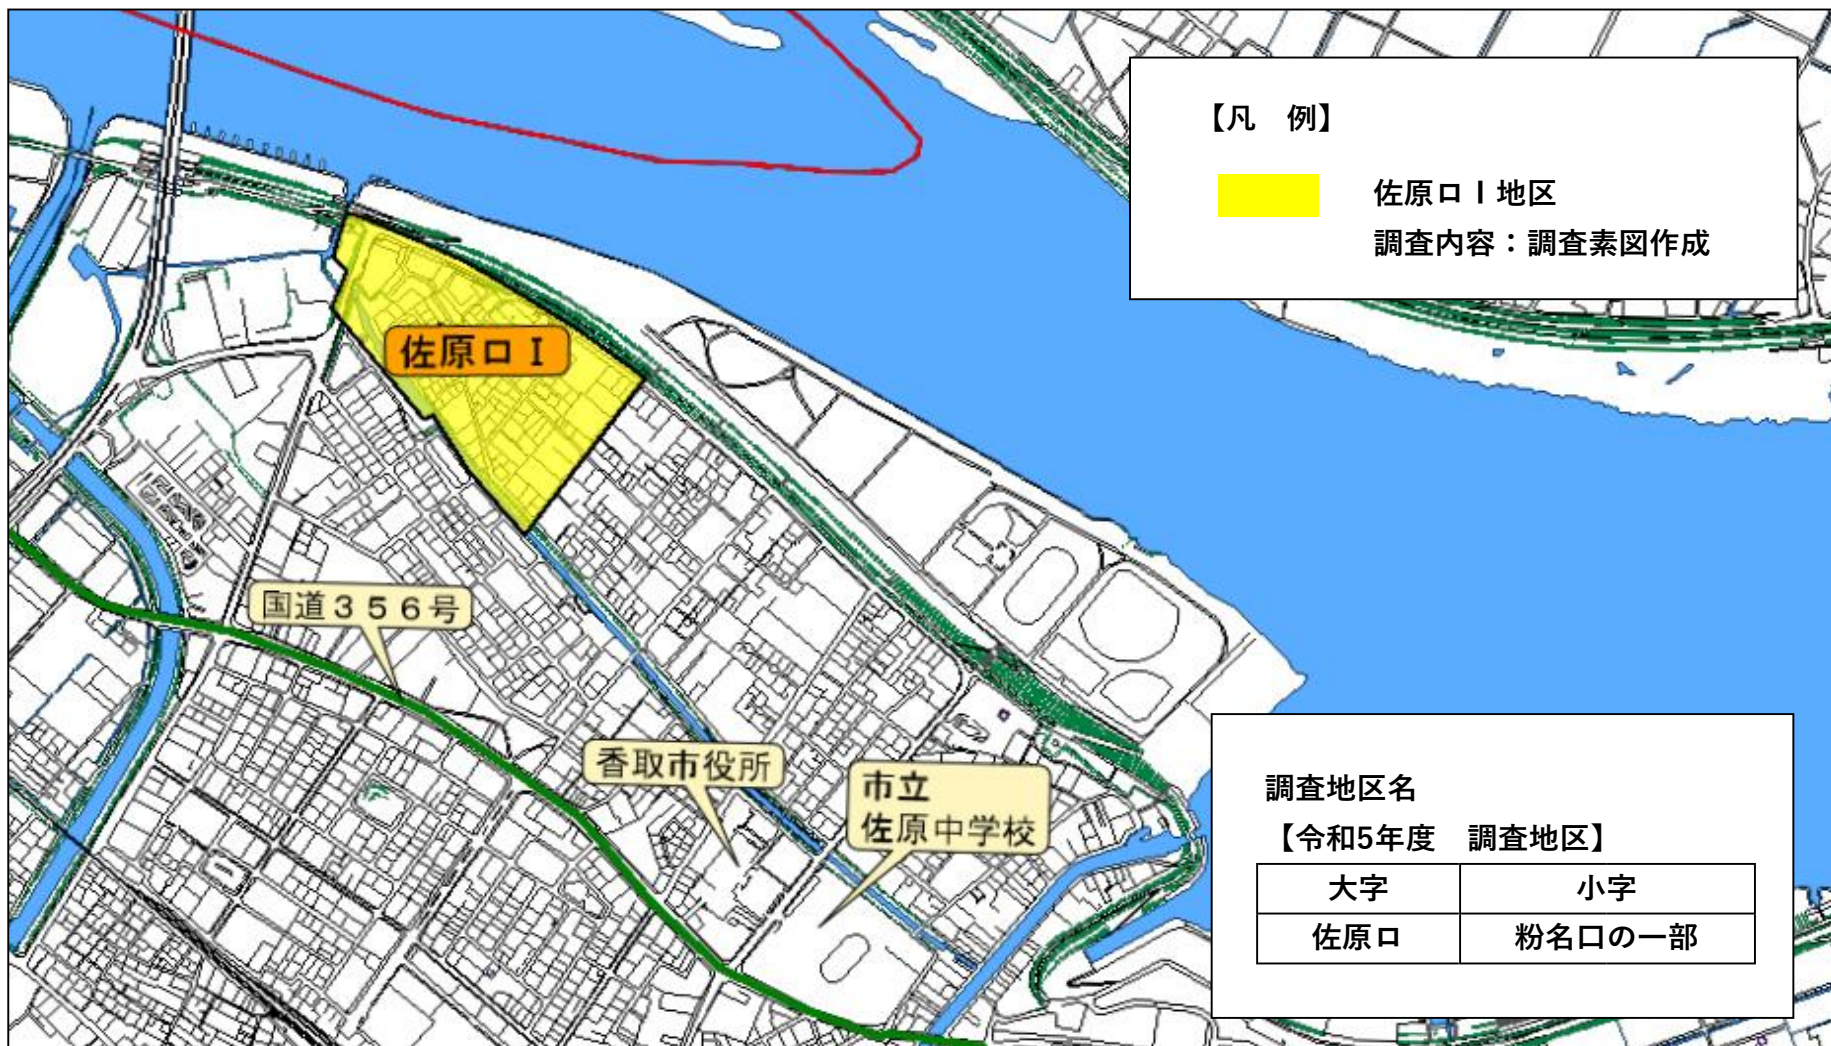 【凡　例】
佐原ロⅠ地区
調査内容：調査素図作成
佐原ロⅠ
国道３５６号
香取市役所
市立
佐原中学校
調査地区名
【令和5年度　調査地区】
大字　小字
佐原ロ　粉名口の一部